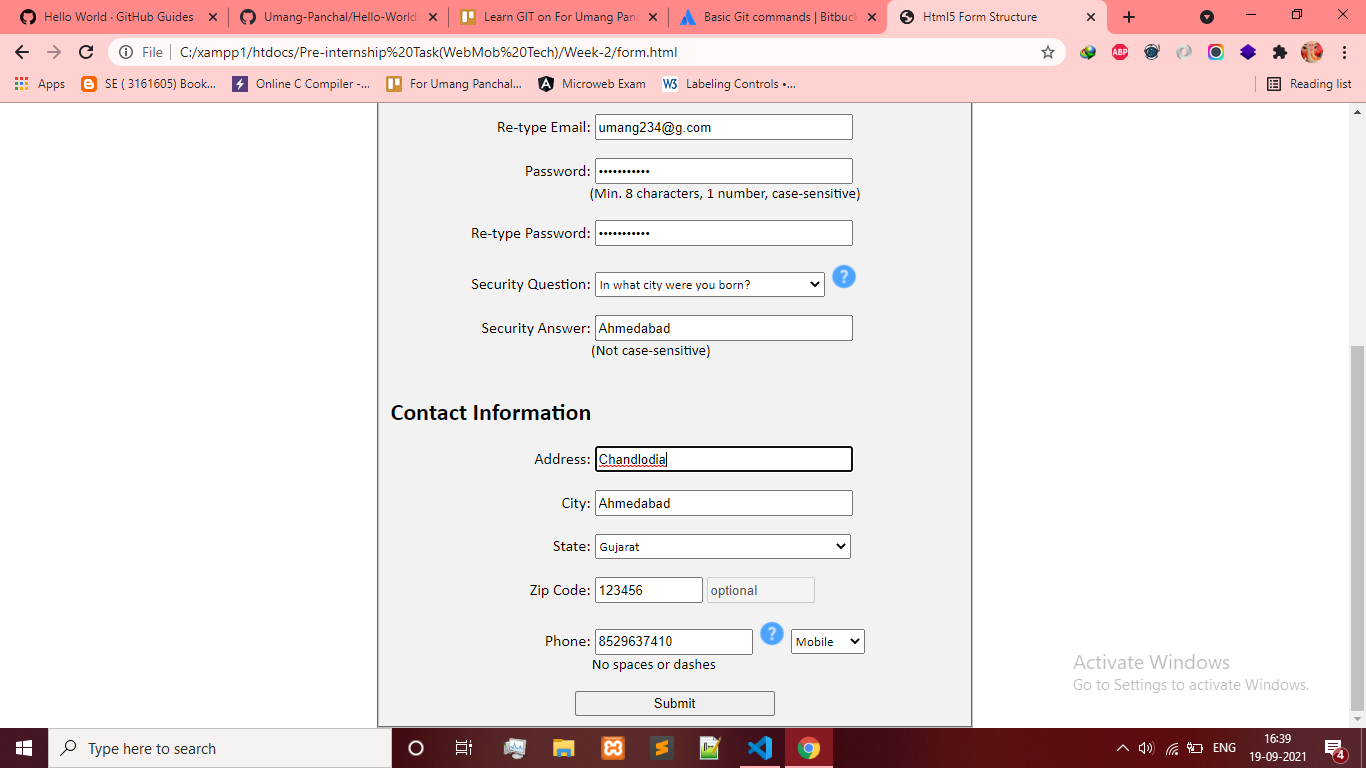 Hello World · GitHub Guides
Umang-Panchal/Hello-World
Learn GIT on For Umang Pan
Basic Git commands | Bitbuck
Html5 Form Structure
File
C:/xampp1/htdocs/Pre-internship%20Task(WebMob%20Tech)/Week-2/form.html
ABP
Apps
SE ( 3161605) Book...
Online C Compiler -...
For Umang Panchal...
Microweb Exam
W3
Labeling Controls •...
Reading list
Re-type Email: umang234@g.com
Password: •••••••••••
(Min. 8 characters, 1 number, case-sensitive)
Re-type Password: •••••••••••
Security Question: In what city were you born? ?
Security Answer: Ahmedabad
(Not case-sensitive)
Contact Information
Address: Chandlodia
City: Ahmedabad
State: Gujarat
Zip Code: 123456 optional
Phone: 8529637410 ? Mobile
No spaces or dashes
Submit
Activate Windows
Go to Settings to activate Windows.
Type here to search
ENG
16:39
19-09-2021
4